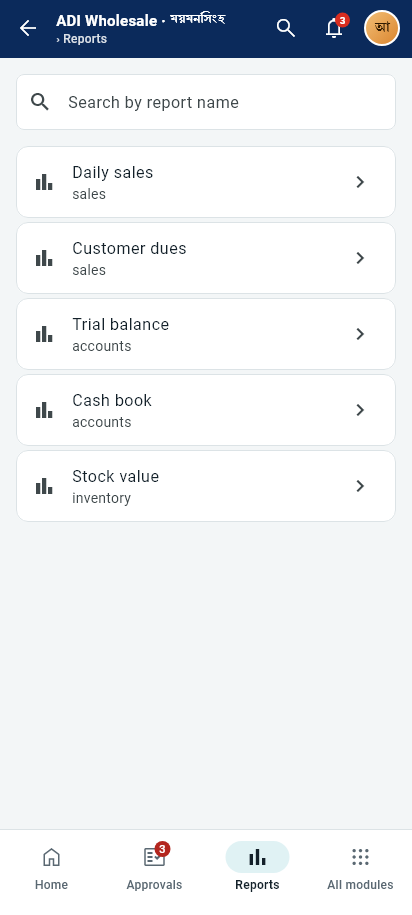 ADI Wholesale · ময়মনসিংহ
› Reports
3
আ
Search by report name
Daily sales
sales
Customer dues
sales
Trial balance
accounts
Cash book
accounts
Stock value
inventory
3
Home
Approvals
Reports
All modules